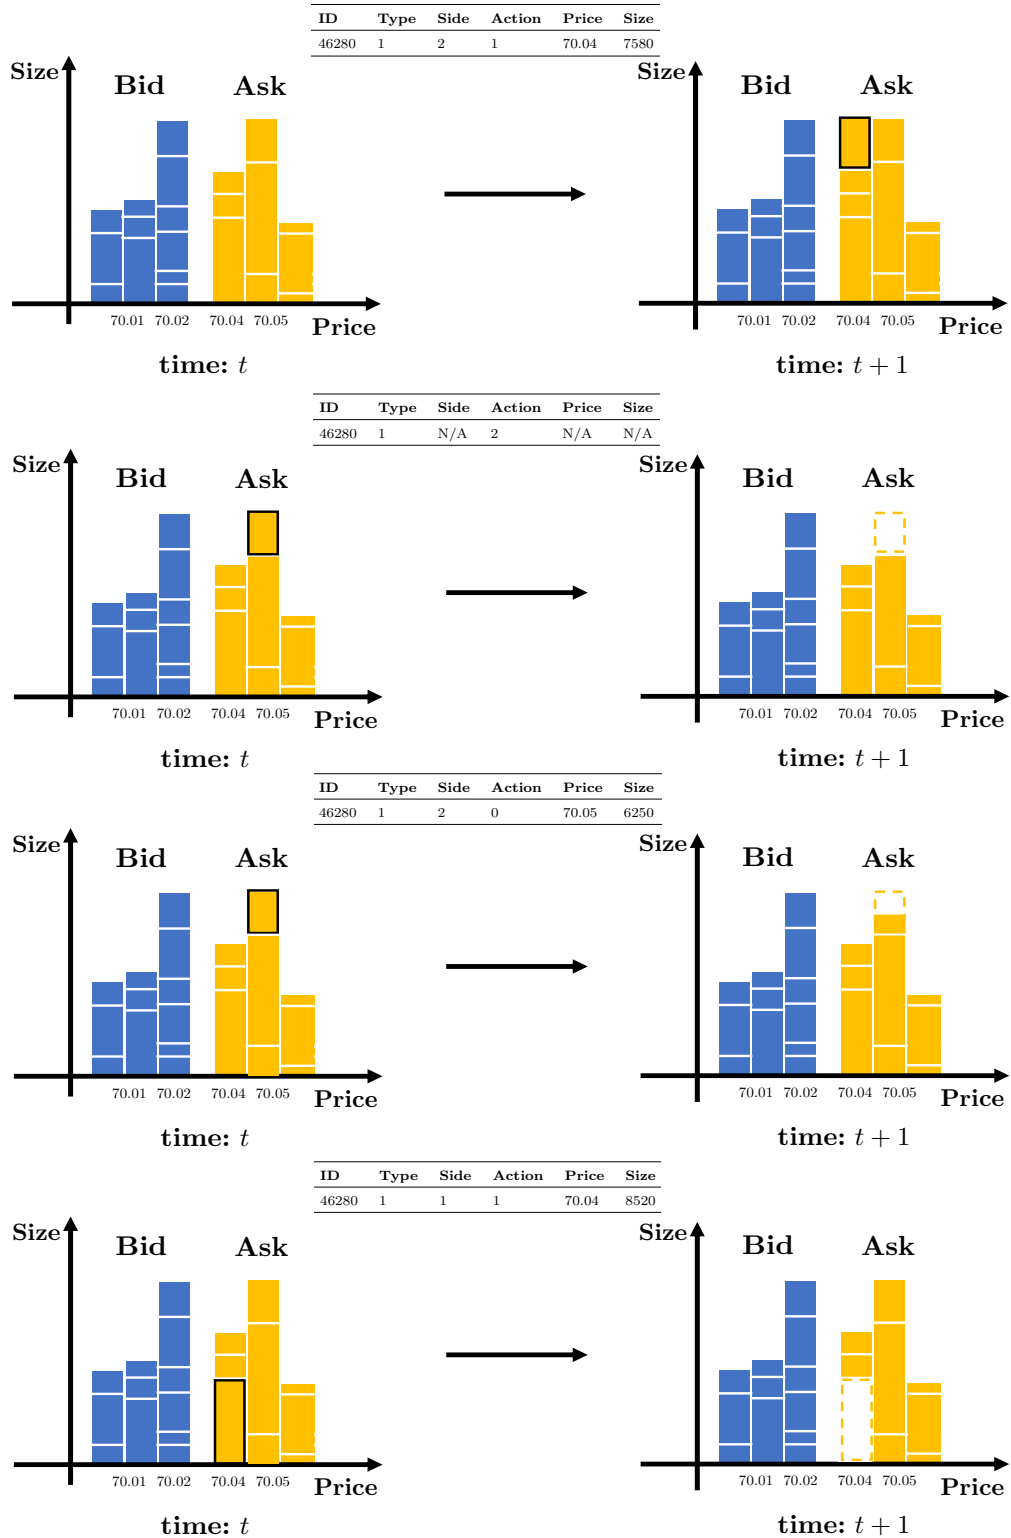 ID Type Side Action Price Size
46280 1 2 1 70.04 7580
Size Bid Ask Size Bid Ask
70.01 70.02 70.04 70.05 Price 70.01 70.02 70.04 70.05 Price
time: t time: t + 1
ID Type Side Action Price Size
46280 1 N/A 2 N/A N/A
Size Bid Ask Size Bid Ask
70.01 70.02 70.04 70.05 Price 70.01 70.02 70.04 70.05 Price
time: t time: t + 1
ID Type Side Action Price Size
46280 1 2 0 70.05 6250
Size Bid Ask Size Bid Ask
70.01 70.02 70.04 70.05 Price 70.01 70.02 70.04 70.05 Price
time: t time: t + 1
ID Type Side Action Price Size
46280 1 1 1 70.04 8520
Size Bid Ask Size Bid Ask
70.01 70.02 70.04 70.05 Price 70.01 70.02 70.04 70.05 Price
time: t time: t + 1